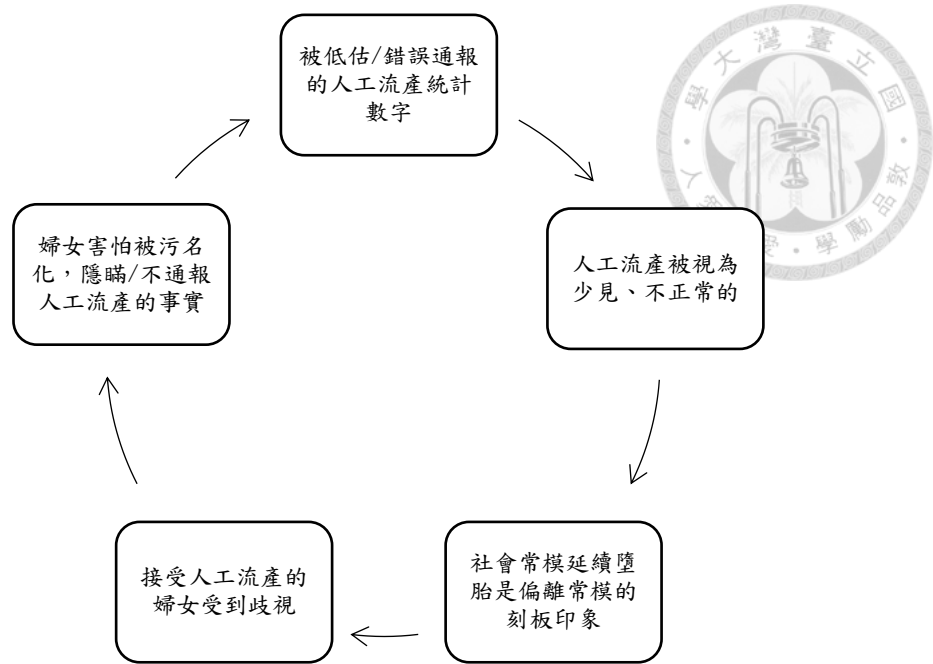 被低估/錯誤通報
的人工流產統計
數字
人工流產被視為
少見、不正常的
社會常模延續墮
胎是偏離常模的
刻板印象
接受人工流產的
婦女受到歧視
婦女害怕被污名
化，隱瞞/不通報
人工流產的事實